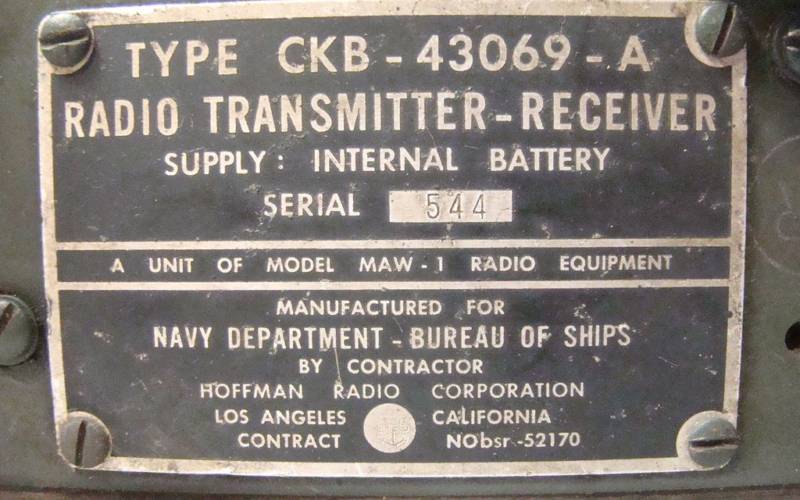 TYPE CKB-43069-A
RADIO TRANSMITTER-RECEIVER
SUPPLY: INTERNAL BATTERY
SERIAL 544
A UNIT OF MODEL MAW-1 RADIO EQUIPMENT
MANUFACTURED FOR
NAVY DEPARTMENT-BUREAU OF SHIPS
BY CONTRACTOR
HOFFMAN RADIO CORPORATION
LOS ANGELES CALIFORNIA
CONTRACT NObsr-52170